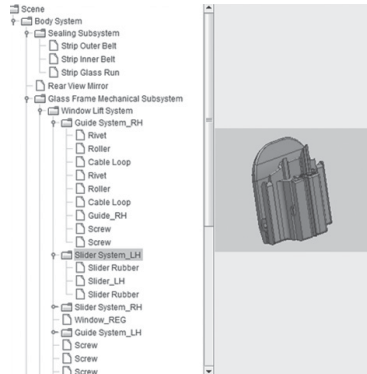 Scene
Body System
Sealing Subsystem
Strip Outer Belt
Strip Inner Belt
Strip Glass Run
Rear View Mirror
Glass Frame Mechanical Subsystem
Window Lift System
Guide System_RH
Rivet
Roller
Cable Loop
Rivet
Roller
Cable Loop
Guide_RH
Screw
Screw
Slider System_LH
Slider Rubber
Slider_LH
Slider Rubber
Slider System_RH
Window_REG
Guide System_LH
Screw
Screw
Screw